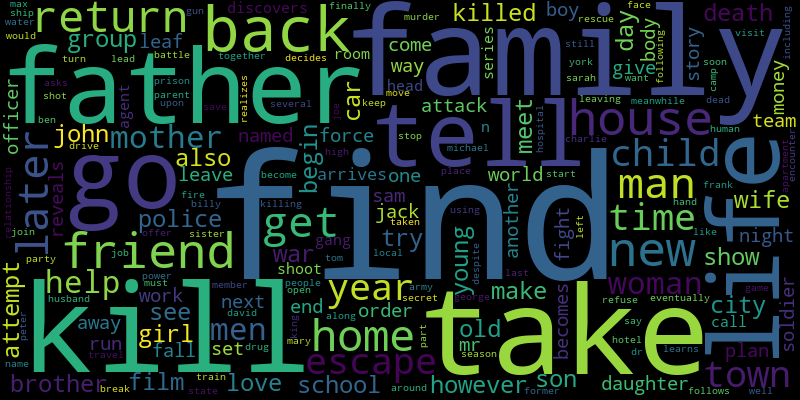 max
ship
water
return
murder
gun
back
discovers
finally
family
killed
boy
rescue
face
death
would
turn
lead
battle
group
leaf
together
decides
room
come
way
series
day
body
still
york
sarah
story
visit
following
including
father
asks
prison
parent
upon
realizes
car
keep
move
head
give
want
soon
camp
dead
money
officer
shot
agent
save
several
joe
attack
leaving
meanwhile
ben
john
drive
mother
named
force
high
stop
tell
n
meet
hospital
house
human
team
later
reveals
go
also
leave
begin
michael
charlie
child
apartment
encounter
relationship
fire
become
arrives
one
place
world
start
man
frank
life
billy
killing
sam
using
another
hand
wife
sister
find
taken
time
like
join
offer
police
get
jack
gang
try
young
fight
left
new
night
party
friend
job
war
tom
local
despite
becomes
show
attempt
help
power
member
shoot
people
army
last
woman
refuse
eventually
game
soldier
peter
husband
must
open
secret
year
george
make
city
work
see
next
end
along
order
old
say
call
away
david
king
part
mr
hotel
plan
name
kill
run
girl
men
set
drug
mary
home
take
season
dr
learns
fall
escape
town
travel
train
brother
break
film
state
love
school
around
however
former
son
daughter
follows
well